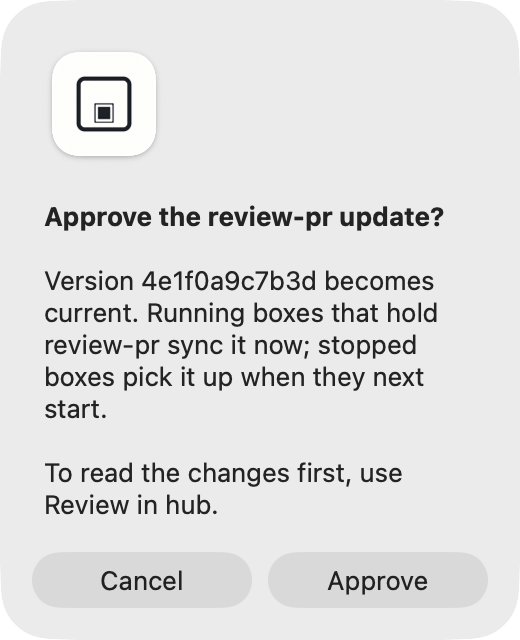 Approve the review-pr update?
Version 4e1f0a9c7b3d becomes
current. Running boxes that hold
review-pr sync it now; stopped
boxes pick it up when they next
start.
To read the changes first, use
Review in hub.
Cancel
Approve